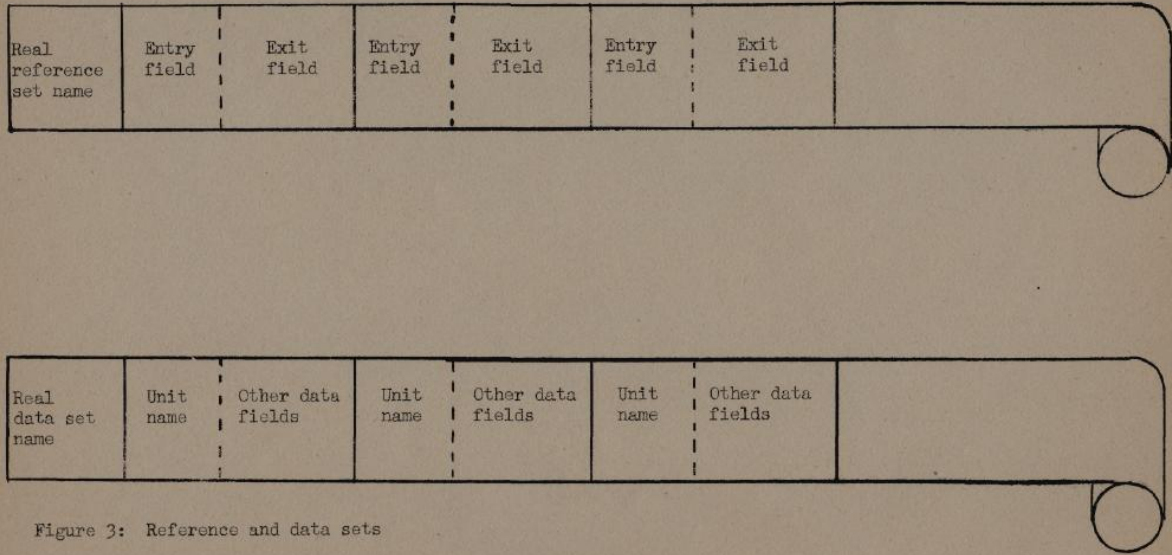 Real reference set name
Entry field
Exit field
Entry field
Exit field
Entry field
Exit field
Real data set name
Unit name
Other data fields
Unit name
Other data fields
Unit name
Other data fields
Figure 3: Reference and data sets